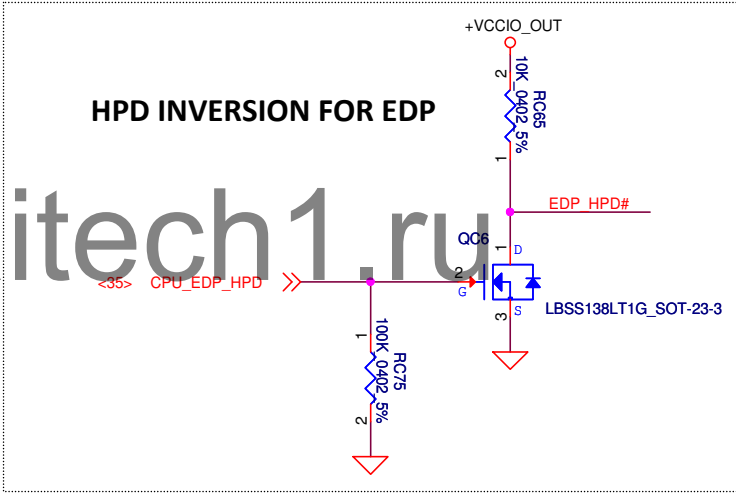 +VCCIO_OUT
2
10K_0402_5%
RC65
1
HPD INVERSION FOR EDP
itech1.ru
EDP_HPD#
QC6
1
D
<35> CPU_EDP_HPD
2
G
3
S
LBSS138LT1G_SOT-23-3
1
100K_0402_5%
RC75
2